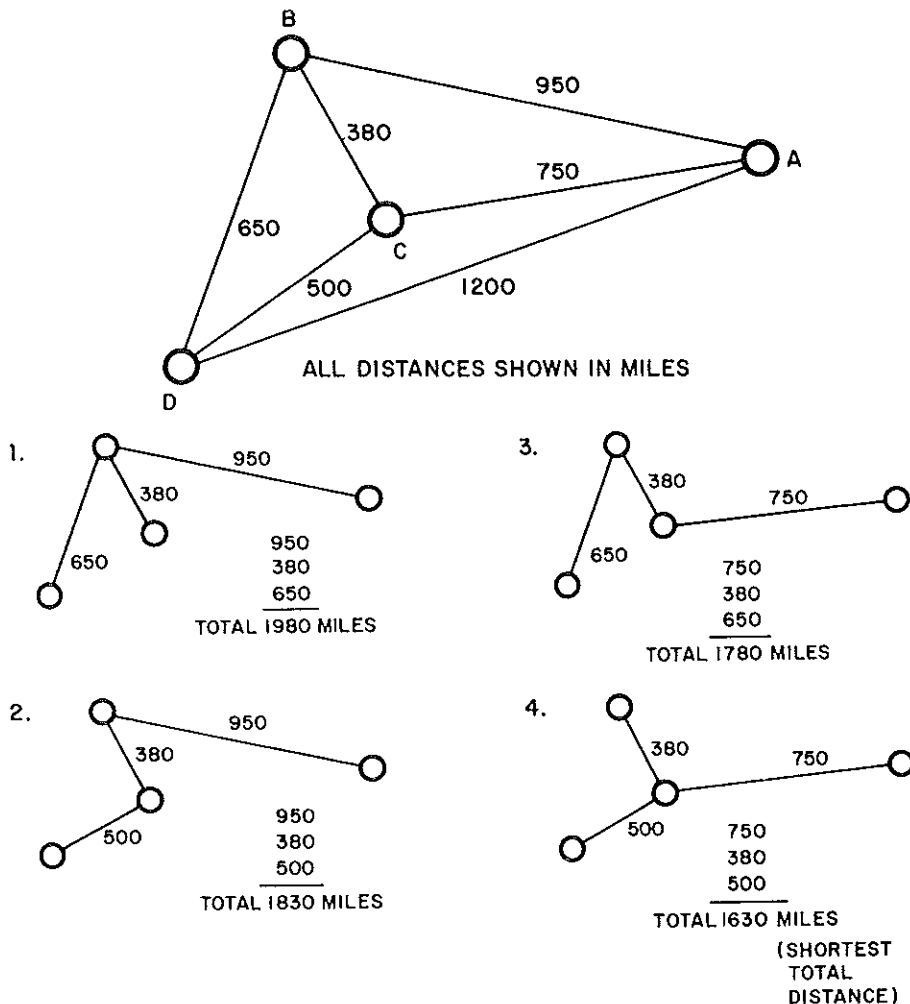 B
950
380
A
750
650
C
500
1200
D
ALL DISTANCES SHOWN IN MILES
1.
950
380
650
950
380
650
TOTAL 1980 MILES
3.
380
750
650
750
380
650
TOTAL 1780 MILES
2.
950
380
500
950
380
500
TOTAL 1830 MILES
4.
380
750
500
750
380
500
TOTAL 1630 MILES
(SHORTEST
TOTAL
DISTANCE)